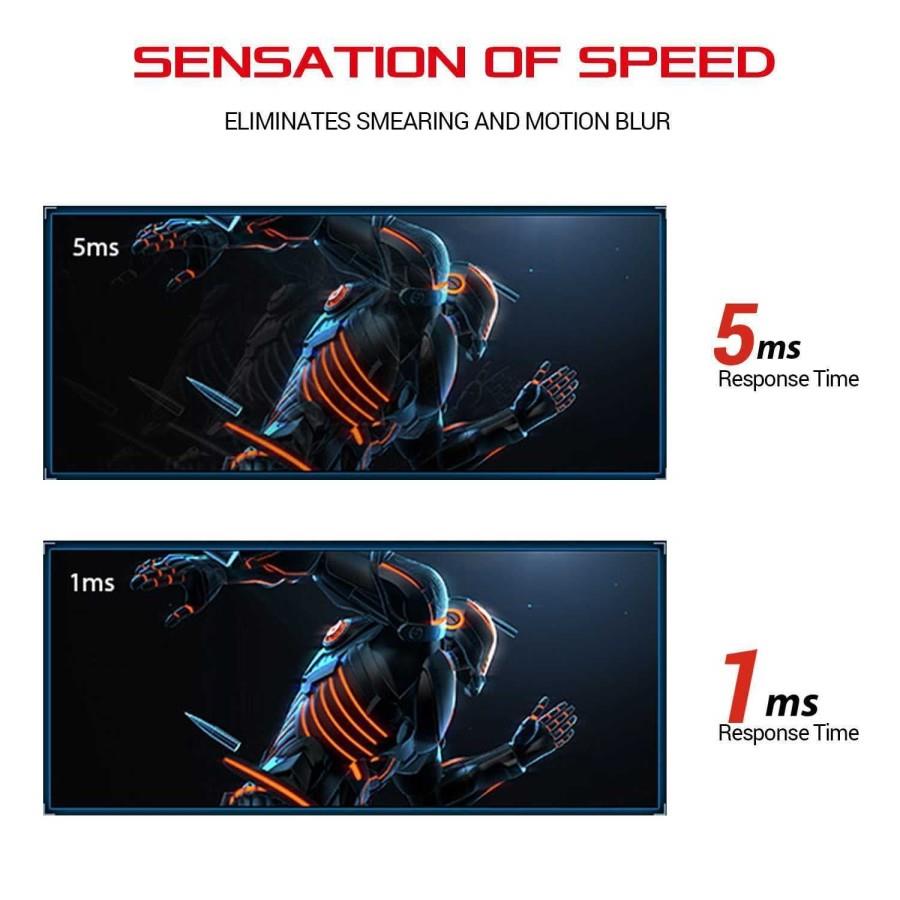 SENSATION OF SPEED
ELIMINATES SMEARING AND MOTION BLUR
5ms
5ms
Response Time
1ms
1ms
Response Time